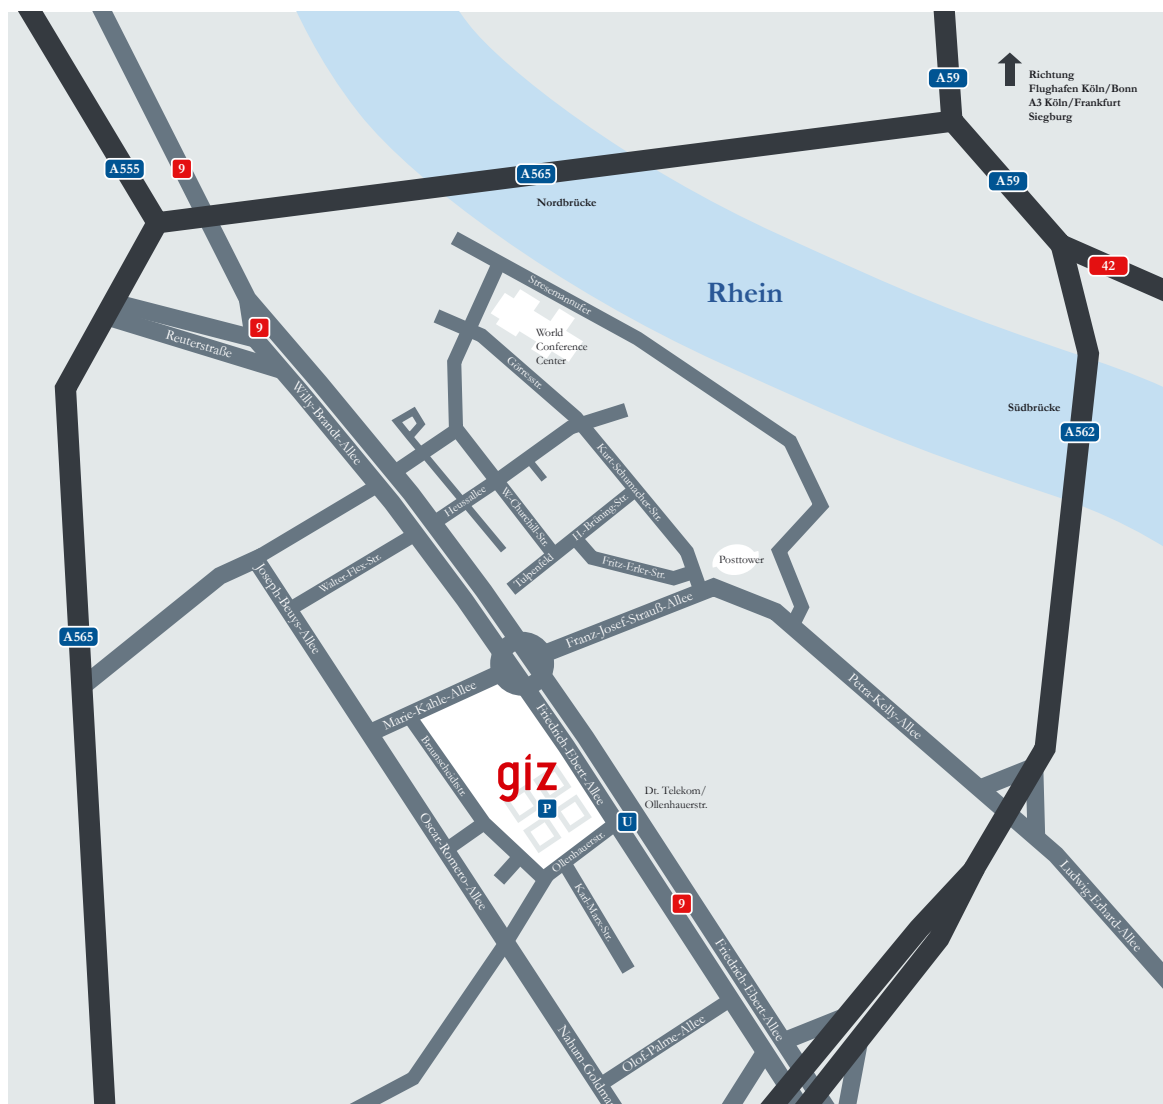 A59
Richtung
Flughafen Köln/Bonn
A3 Köln/Frankfurt
Siegburg
A555
9
A565
Nordbrücke
A59
42
Rhein
Stresemannufer
9
World
Conference
Center
Reuterstraße
Görresstr.
Willy-Brandt-Allee
Südbrücke
A562
Kurt-Schumacher-Str.
Heussallee
W.-Churchill-Str.
H.-Brüning-Str.
Tulpenfeld
Fritz-Erler-Str.
Posttower
Walter-Flex-Str.
Joseph-Beuys-Allee
Franz-Josef-Strauß-Allee
A565
Marie-Kahle-Allee
Petra-Kelly-Allee
Friedrich-Ebert-Allee
Braunscheidtstr.
giz
P
Dt. Telekom/
Ollenhauerstr.
U
Oscar-Romero-Allee
Ollenhauerstr.
Karl-Marx-Str.
9
Ludwig-Erhard-Allee
Friedrich-Ebert-Allee
Olof-Palme-Allee
Nahum-Goldma